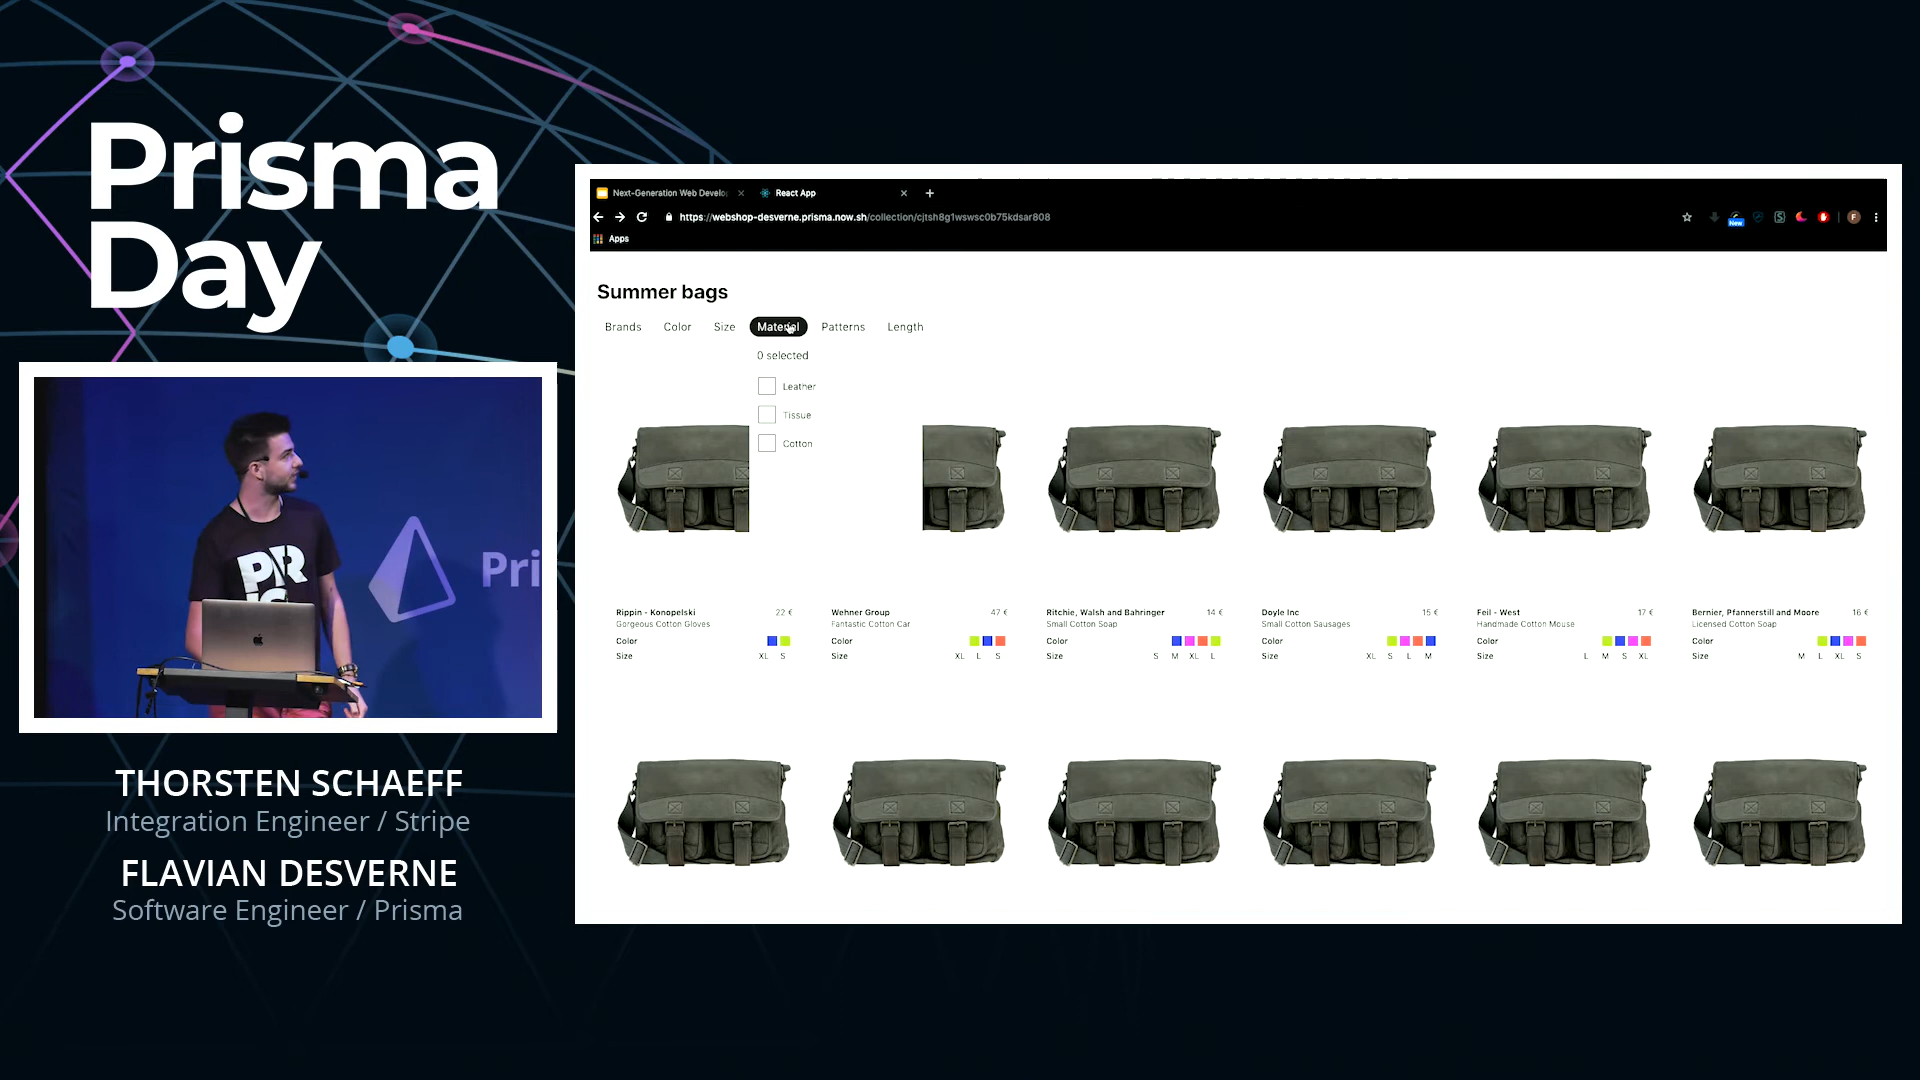 Prisma
Day
Pri
THORSTEN SCHAEFF
Integration Engineer / Stripe
FLAVIAN DESVERNE
Software Engineer / Prisma
Next-Generation Web Develo
React App
https://webshop-desverne.prisma.now.sh/collection/cjtsh8g1wswsc0b75kdsar808
New
F
Apps
Summer bags
Brands Color Size Material Patterns Length
0 selected
Leather
Tissue
Cotton
Rippin - Konopelski 22 €
Gorgeous Cotton Gloves
Color
Size XL S
Wehner Group 47 €
Fantastic Cotton Car
Color
Size XL L S
Ritchie, Walsh and Bahringer 14 €
Small Cotton Soap
Color
Size S M XL L
Doyle Inc 15 €
Small Cotton Sausages
Color
Size XL S L M
Feil - West 17 €
Handmade Cotton Mouse
Color
Size L M S XL
Bernier, Pfannerstill and Moore 16 €
Licensed Cotton Soap
Color
Size M L XL S